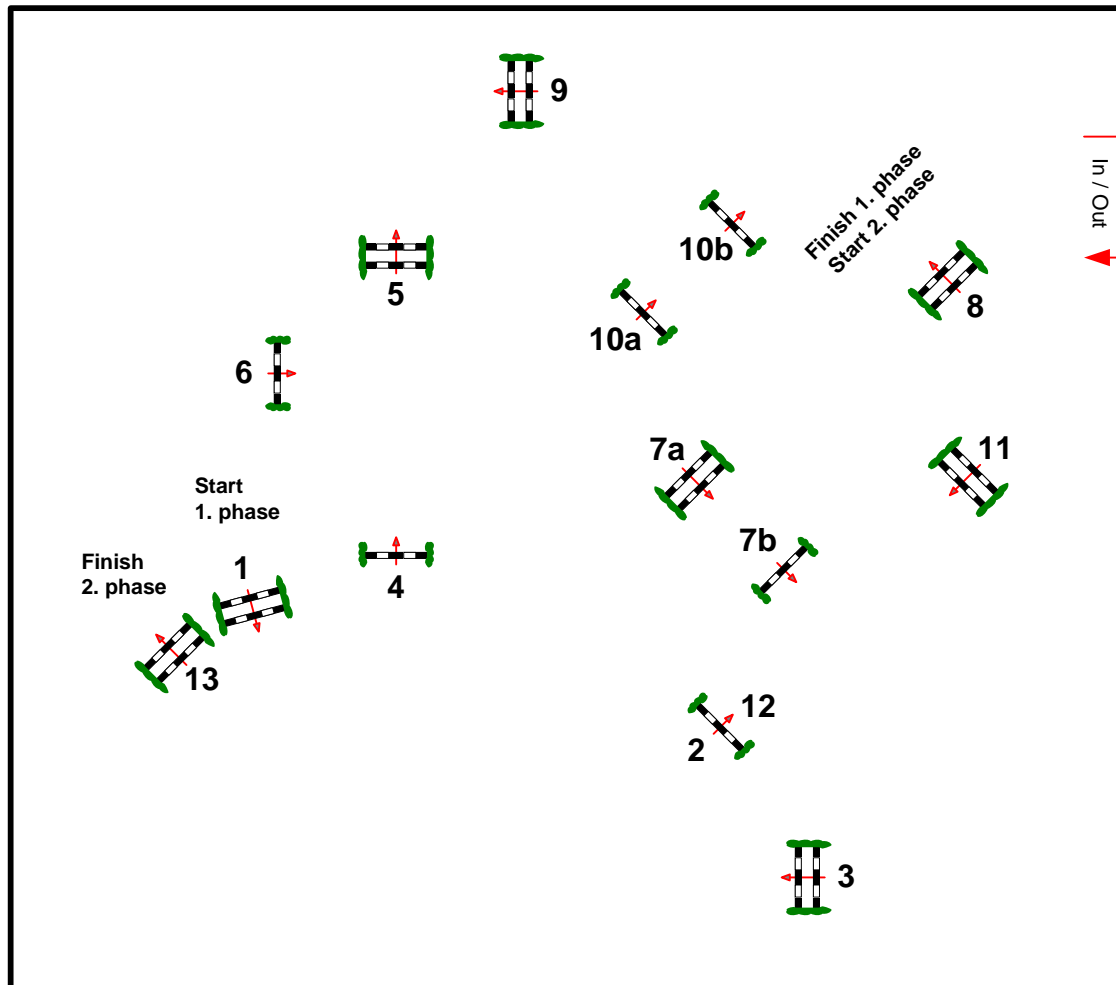 9
Finish 1. phase
Start 2. phase
In / Out
10b
5
8
10a
6
7a
11
Start
1. phase
7b
Finish
2. phase
1
4
13
12
2
3